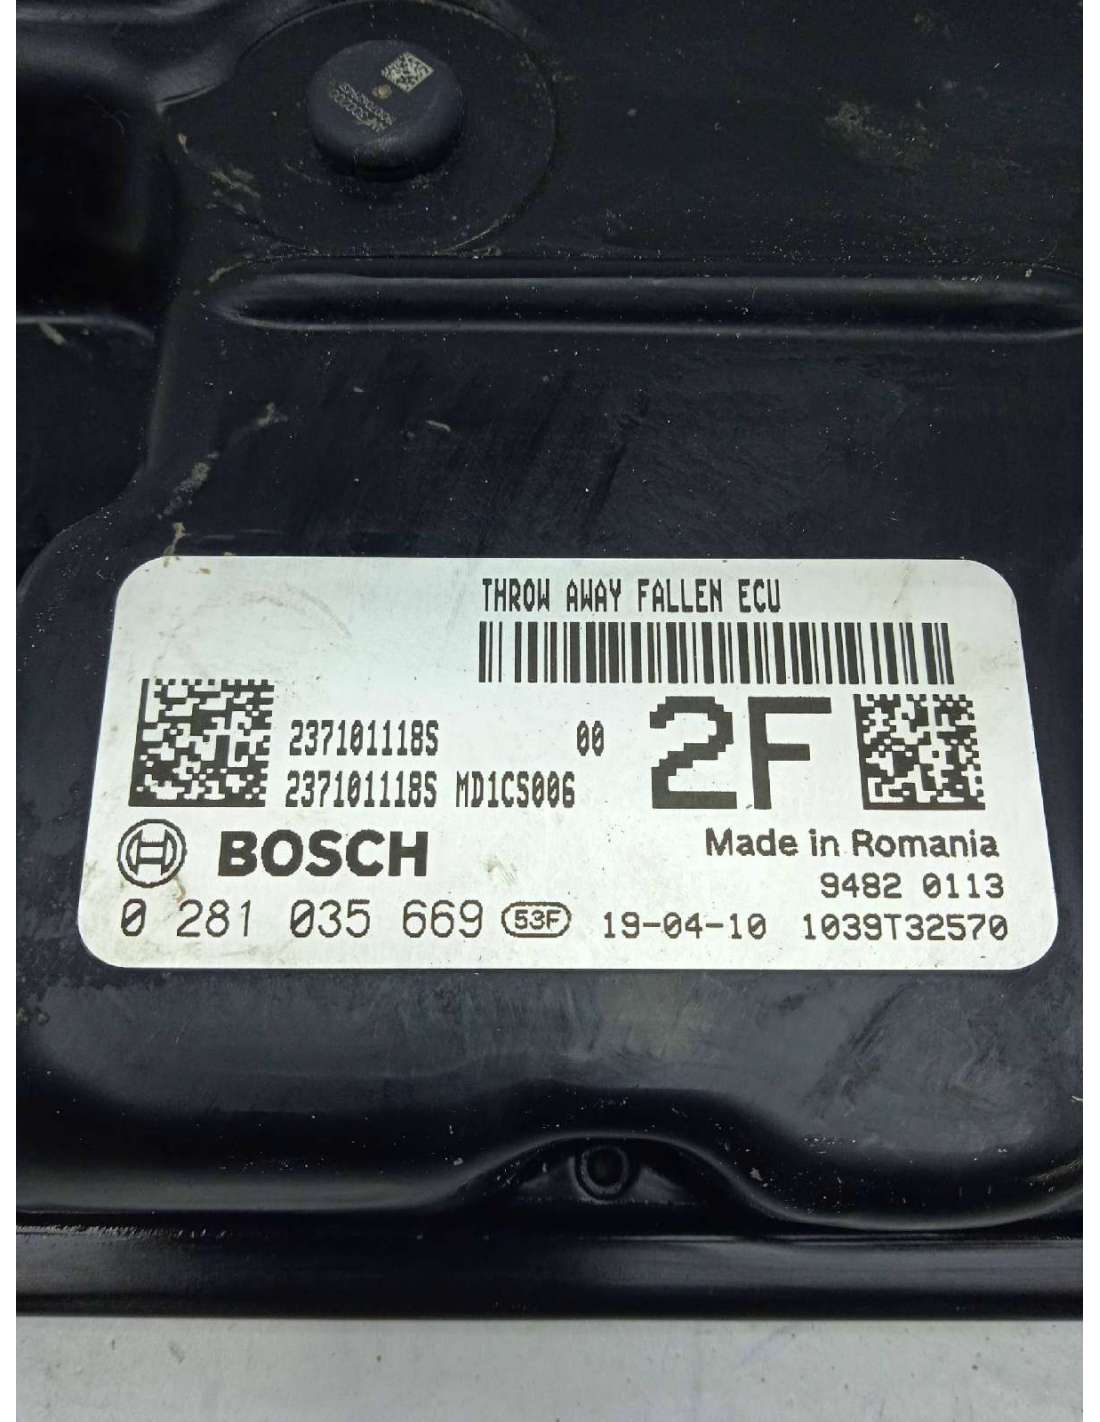 THROW AWAY FALLEN ECU
237101118S 00
2F
237101118S MD1CS006
BOSCH
Made in Romania
9482 0113
0 281 035 669 53F 19-04-10 1039T32570